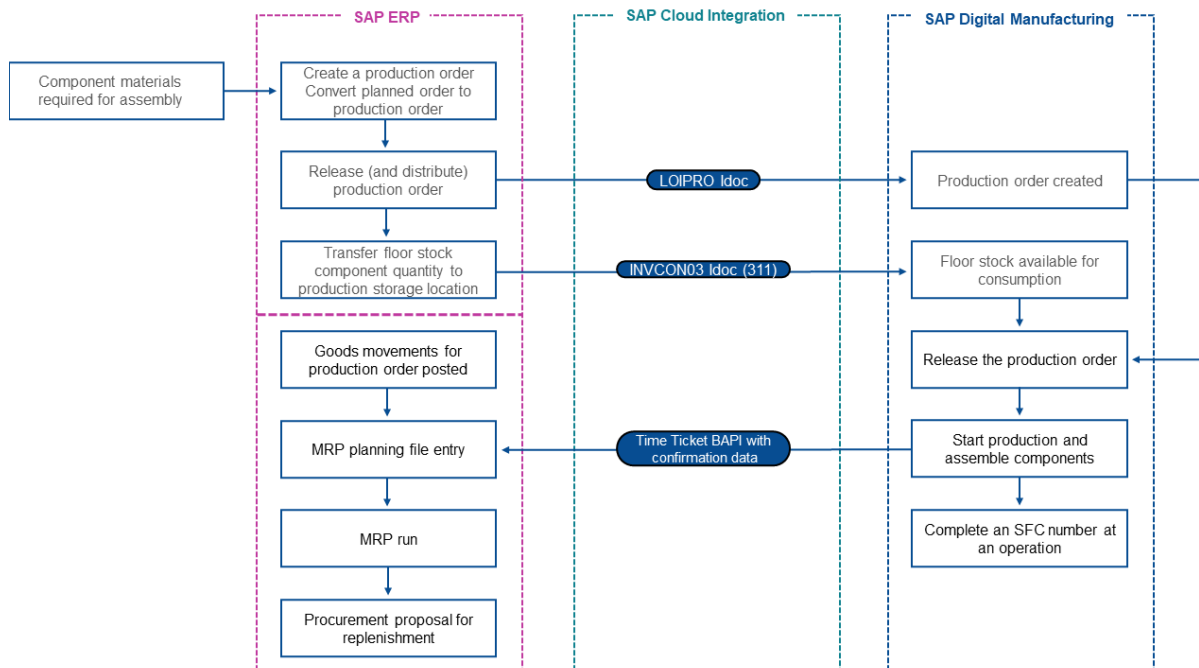 SAP ERP
SAP Cloud Integration
SAP Digital Manufacturing
Component materials
required for assembly
Create a production order
Convert planned order to
production order
Release (and distribute)
production order
LOIPRO Idoc
Production order created
Transfer floor stock
component quantity to
production storage location
INVCON03 Idoc (311)
Floor stock available for
consumption
Goods movements for
production order posted
Release the production order
MRP planning file entry
Time Ticket BAPI with
confirmation data
Start production and
assemble components
MRP run
Complete an SFC number at
an operation
Procurement proposal for
replenishment